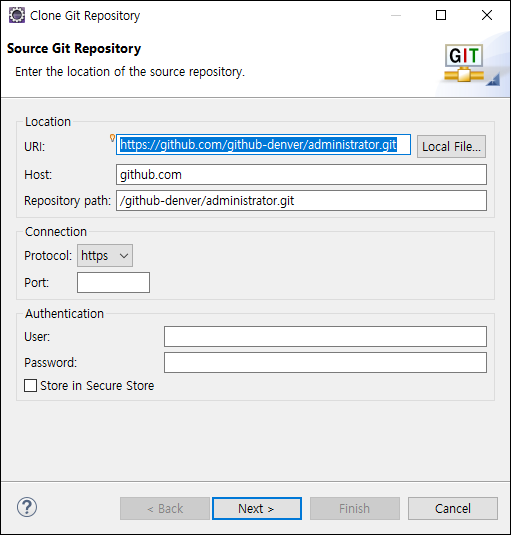 Clone Git Repository
Source Git Repository
Enter the location of the source repository.
GIT
Location
URI: https://github.com/github-denver/administrator.git Local File...
Host: github.com
Repository path: /github-denver/administrator.git
Connection
Protocol: https
Port:
Authentication
User:
Password:
Store in Secure Store
? < Back Next > Finish Cancel